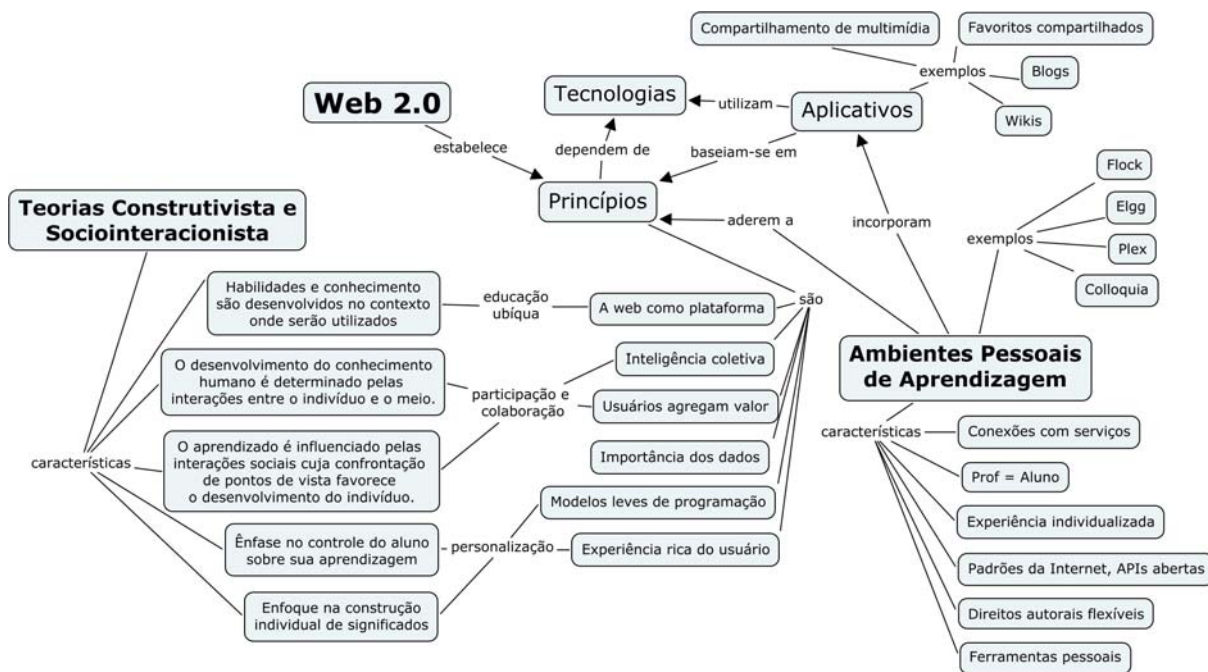 Compartilhamento de multimídia
Favoritos compartilhados
exemplos
Blogs
Wikis
Web 2.0
Tecnologias
utilizam
Aplicativos
estabelece
dependem de
baseiam-se em
Princípios
aderem a
incorporam
Flock
Elgg
exemplos
Plex
Colloquia
Teorias Construtivista e
Sociointeracionista
Habilidades e conhecimento
são desenvolvidos no contexto
onde serão utilizados
educação
ubíqua
A web como plataforma
são
O desenvolvimento do conhecimento
humano é determinado pelas
interações entre o indivíduo e o meio.
participação e
colaboração
Inteligência coletiva
Usuários agregam valor
Ambientes Pessoais
de Aprendizagem
características
O aprendizado é influenciado pelas
interações sociais cuja confrontação
de pontos de vista favorece
o desenvolvimento do indivíduo.
Importância dos dados
Modelos leves de programação
Ênfase no controle do aluno
sobre sua aprendizagem
personalização
Experiência rica do usuário
Enfoque na construção
individual de significados
características
Conexões com serviços
Prof = Aluno
Experiência individualizada
Padrões da Internet, APIs abertas
Direitos autorais flexíveis
Ferramentas pessoais